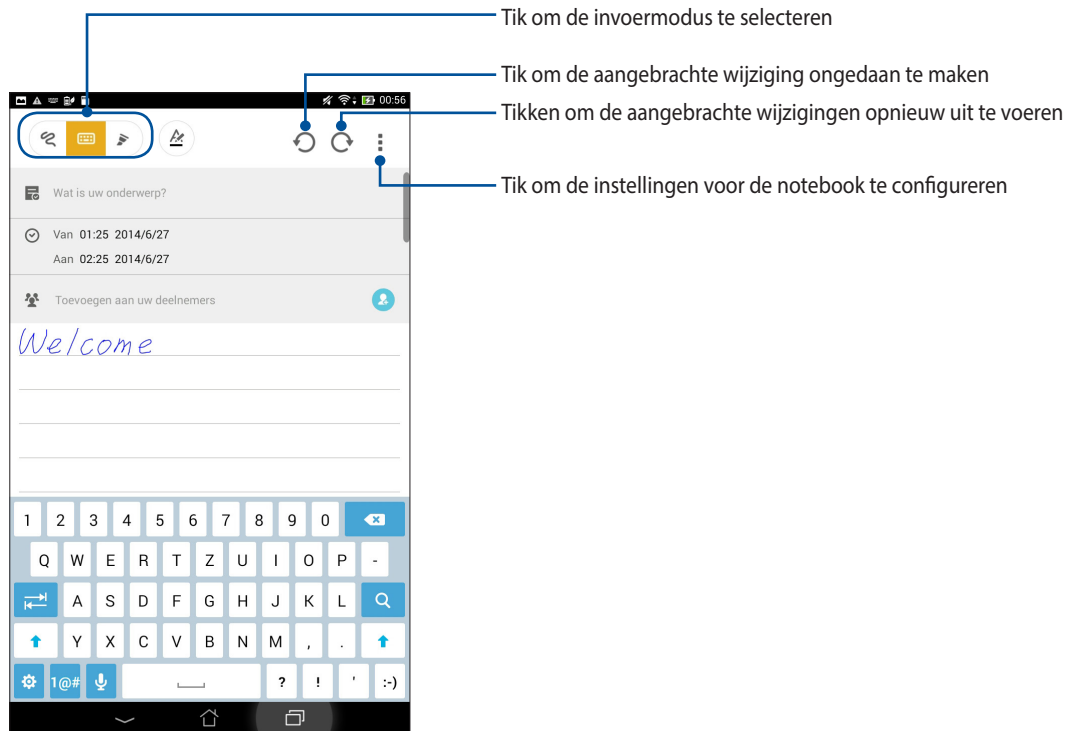 Tik om de invoermodus te selecteren
Tik om de aangebrachte wijziging ongedaan te maken
Tikken om de aangebrachte wijzigingen opnieuw uit te voeren
Tik om de instellingen voor de notebook te configureren
00:56
Wat is uw onderwerp?
Van 01:25 2014/6/27
Aan 02:25 2014/6/27
Toevoegen aan uw deelnemers
Welcome
1 2 3 4 5 6 7 8 9 0
Q W E R T Z U I O P -
A S D F G H J K L
Y X C V B N M , .
1@# ? ! ' :-)